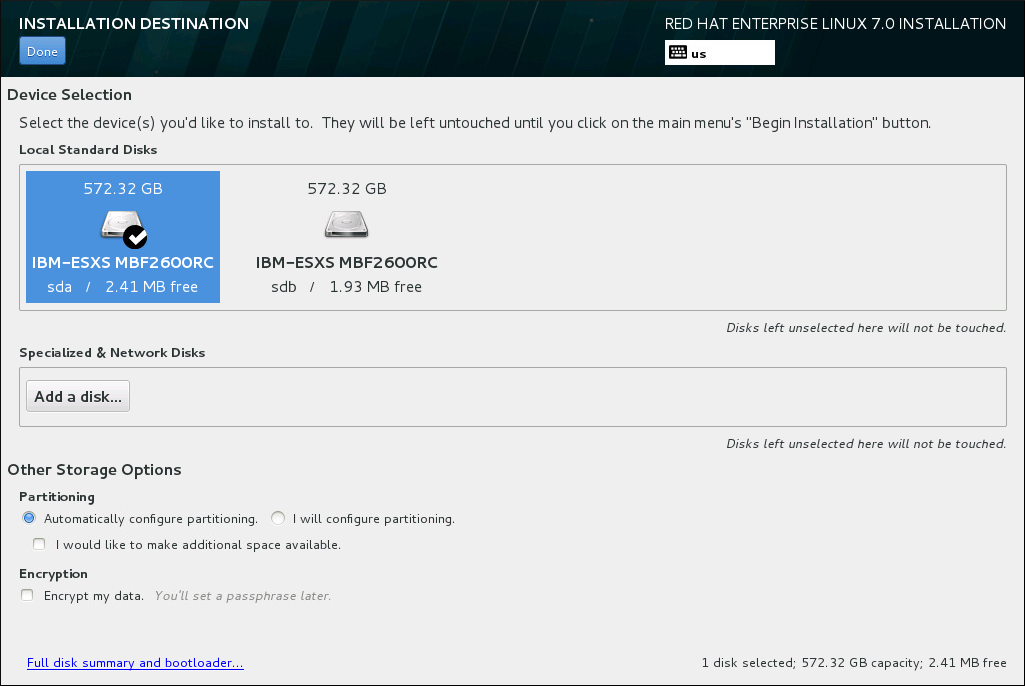 INSTALLATION DESTINATION
RED HAT ENTERPRISE LINUX 7.0 INSTALLATION
Done
us
Device Selection
Select the device(s) you'd like to install to.  They will be left untouched until you click on the main menu's "Begin Installation" button.
Local Standard Disks
572.32 GB
IBM-ESXS MBF2600RC
sda / 2.41 MB free
572.32 GB
IBM-ESXS MBF2600RC
sdb / 1.93 MB free
Disks left unselected here will not be touched.
Specialized & Network Disks
Add a disk...
Disks left unselected here will not be touched.
Other Storage Options
Partitioning
Automatically configure partitioning. I will configure partitioning.
I would like to make additional space available.
Encryption
Encrypt my data. You'll set a passphrase later.
Full disk summary and bootloader...
1 disk selected; 572.32 GB capacity; 2.41 MB free